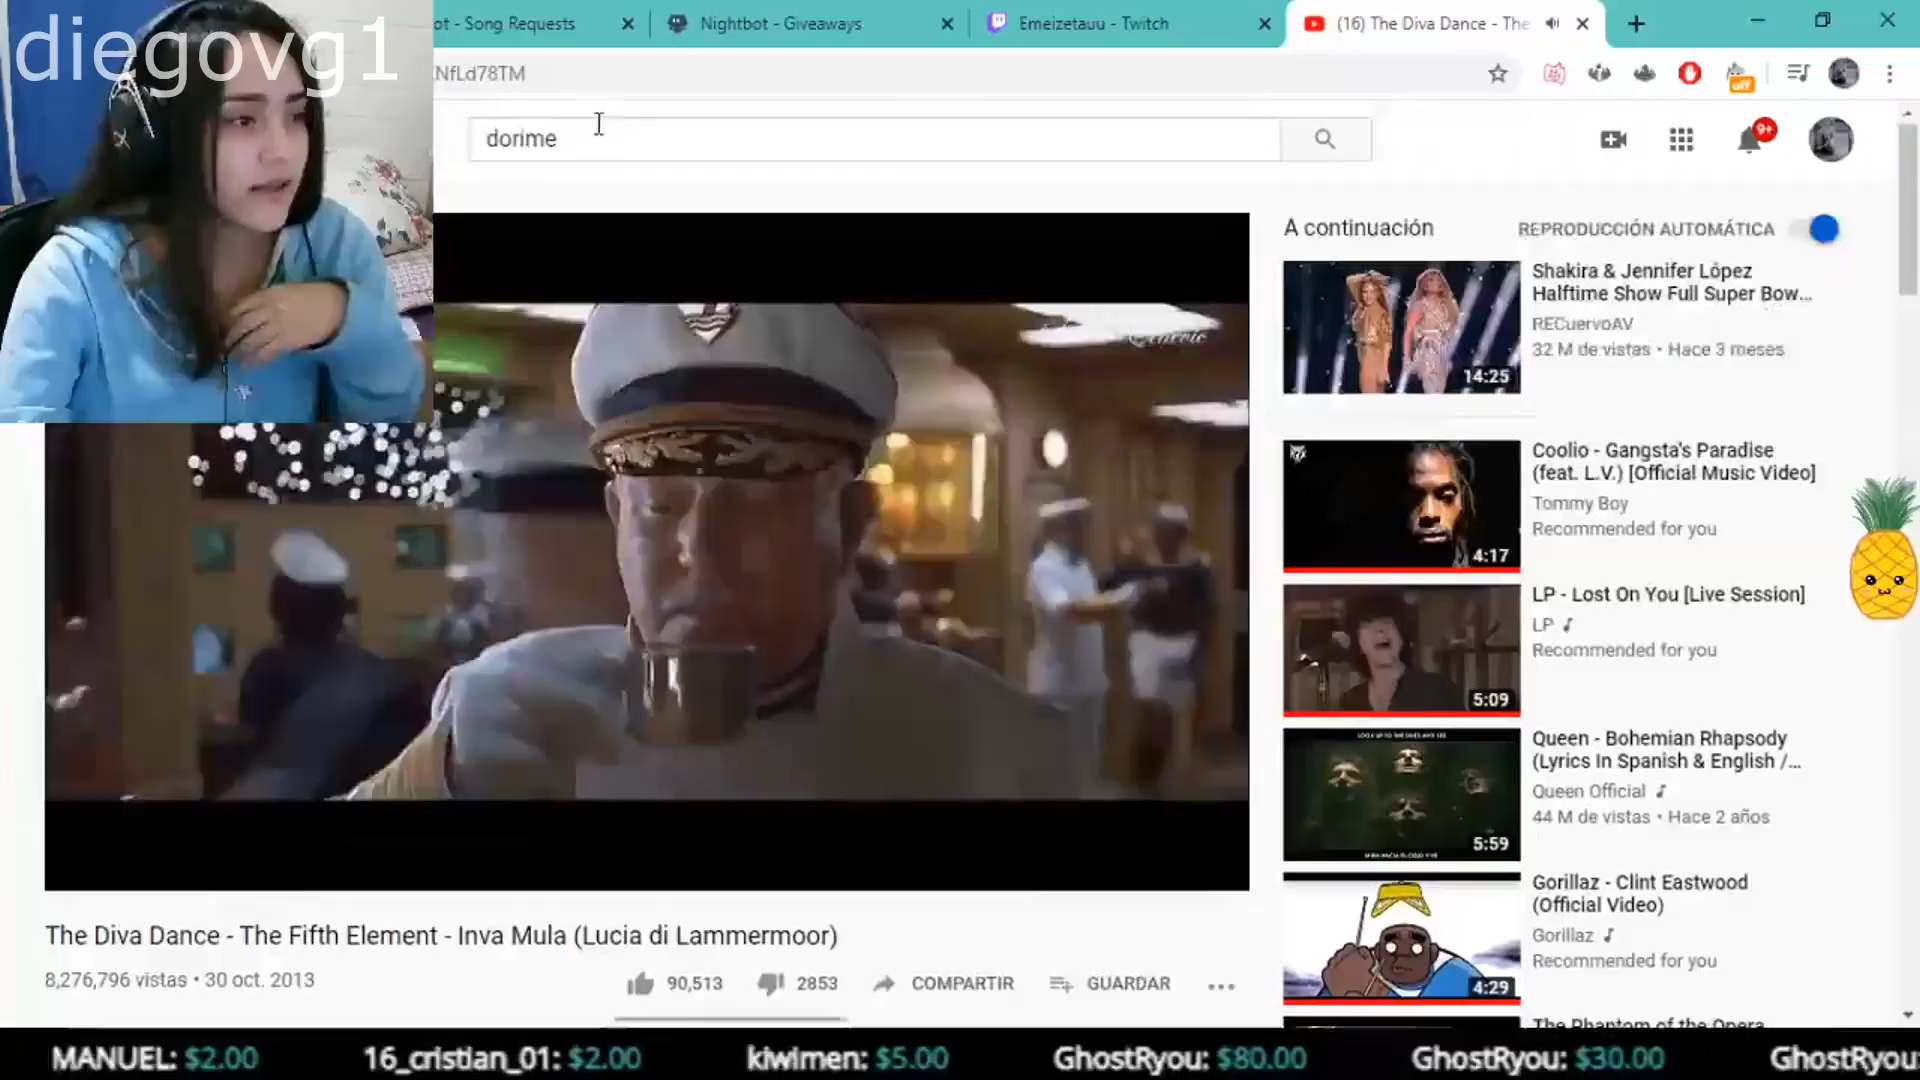 diegovg1
ot - Song Requests
Nightbot - Giveaways
Emeizetauu - Twitch
(16) The Diva Dance - The
NfLd78TM
off
dorime
9+
A continuación
REPRODUCCIÓN AUTOMÁTICA
Shakira & Jennifer López
Halftime Show Full Super Bow...
RECuervoAV
32 M de vistas • Hace 3 meses
14:25
Coolio - Gangsta's Paradise
(feat. L.V.) [Official Music Video]
Tommy Boy
Recommended for you
4:17
LP - Lost On You [Live Session]
LP
Recommended for you
5:09
Queen - Bohemian Rhapsody
(Lyrics In Spanish & English /...
Queen Official
44 M de vistas • Hace 2 años
5:59
Gorillaz - Clint Eastwood
(Official Video)
Gorillaz
Recommended for you
4:29
The Phantom of the Opera
The Diva Dance - The Fifth Element - Inva Mula (Lucia di Lammermoor)
8,276,796 vistas • 30 oct. 2013
90,513
2853
COMPARTIR
GUARDAR
MANUEL: $2.00
16_cristian_01: $2.00
kiwimen: $5.00
GhostRyou: $80.00
GhostRyou: $30.00
GhostRyou: